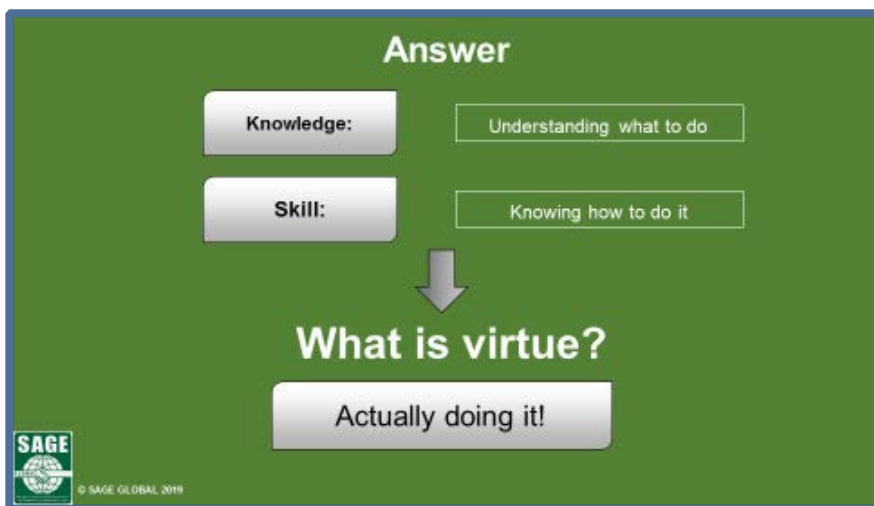 Answer
Knowledge:
Understanding what to do
Skill:
Knowing how to do it
What is virtue?
Actually doing it!
SAGE
© SAGE GLOBAL 2019